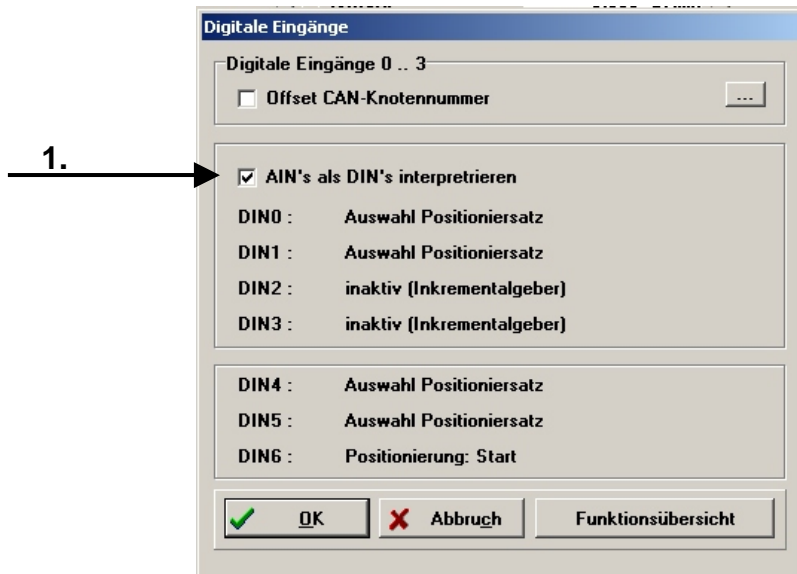 Digitale Eingänge
Digitale Eingänge 0 .. 3
Offset CAN-Knotennummer
...
1.
AIN's als DIN's interpretrieren
DIN0 : Auswahl Positioniersatz
DIN1 : Auswahl Positioniersatz
DIN2 : inaktiv (Inkrementalgeber)
DIN3 : inaktiv (Inkrementalgeber)
DIN4 : Auswahl Positioniersatz
DIN5 : Auswahl Positioniersatz
DIN6 : Positionierung: Start
OK Abbruch Funktionsübersicht